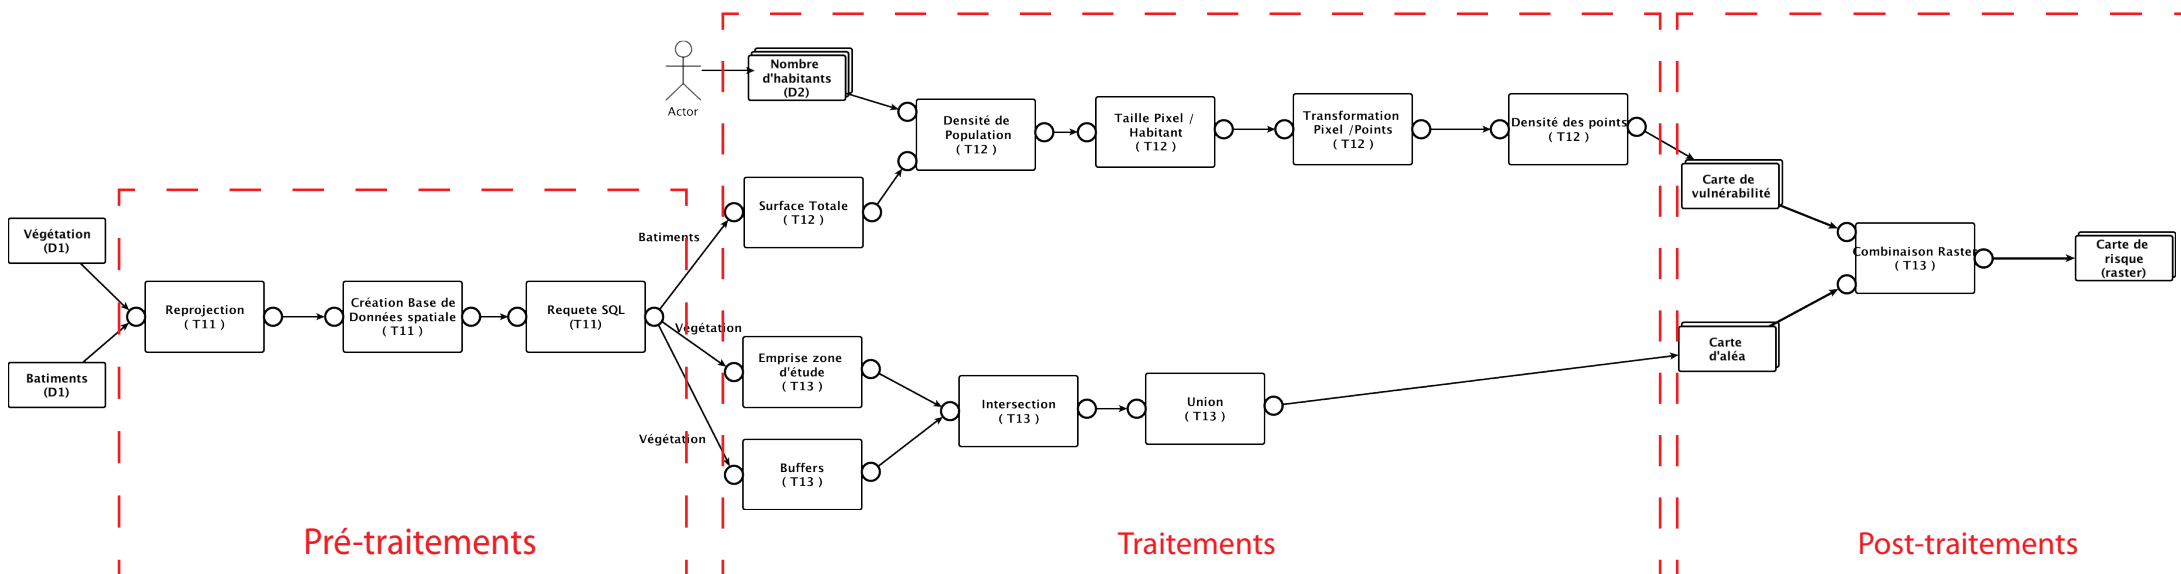 Actor
Nombre
d'habitants
(D2)
Densité de
Population
( T12 )
Taille Pixel /
Habitant
( T12 )
Transformation
Pixel /Points
( T12 )
Densité des points
( T12 )
Surface Totale
( T12 )
Carte de
vulnérabilité
Végétation
(D1)
Batiments
(D1)
Reprojection
( T11 )
Création Base de
Données spatiale
( T11 )
Requete SQL
(T11)
Batiments
Végétation
Végétation
Emprise zone
d'étude
( T13 )
Buffers
( T13 )
Intersection
( T13 )
Union
( T13 )
Carte
d'aléa
Combinaison Raster
( T13 )
Carte de
risque
(raster)
Pré-traitements
Traitements
Post-traitements